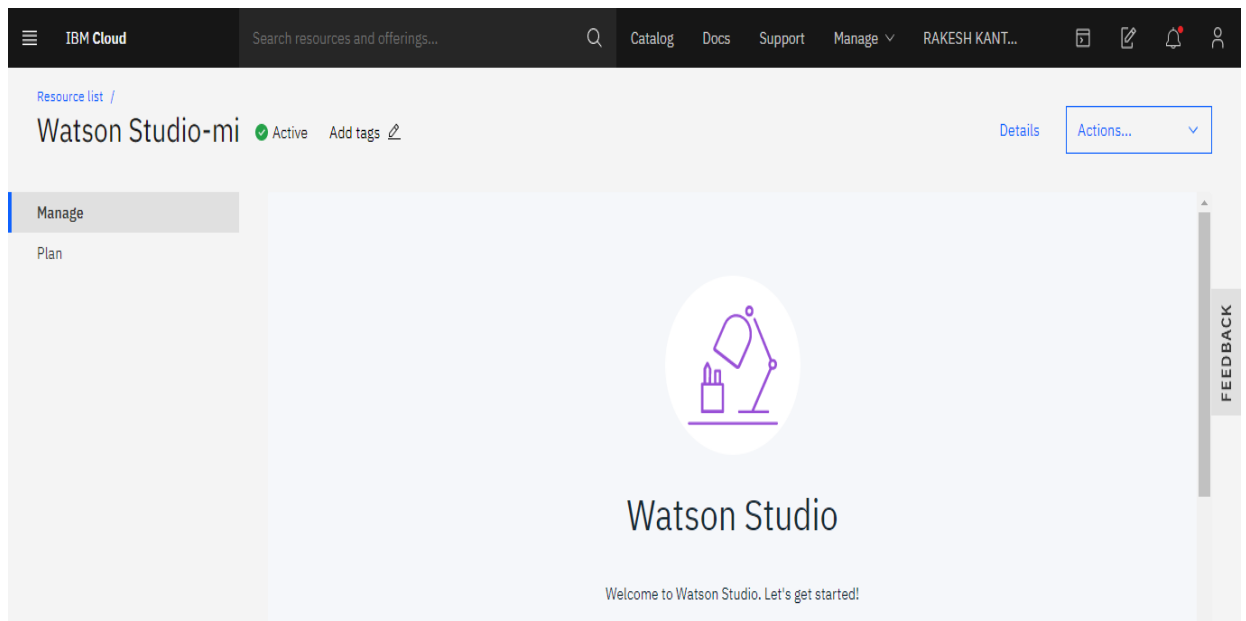 IBM Cloud Search resources and offerings... Catalog Docs Support Manage RAKESH KANT...
Resource list /
Watson Studio-mi Active Add tags Details Actions...
Manage
Plan
FEEDBACK
Watson Studio
Welcome to Watson Studio. Let's get started!